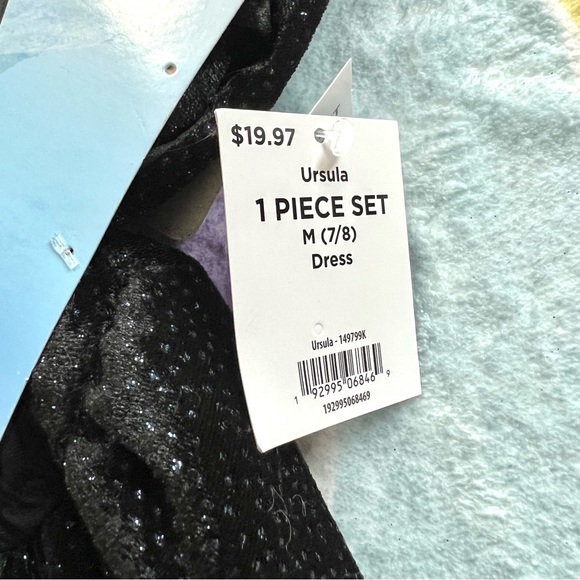 $19.97
Ursula
1 PIECE SET
M (7/8)
Dress
Ursula - 149799K
1 92995 06846 9
192995068469